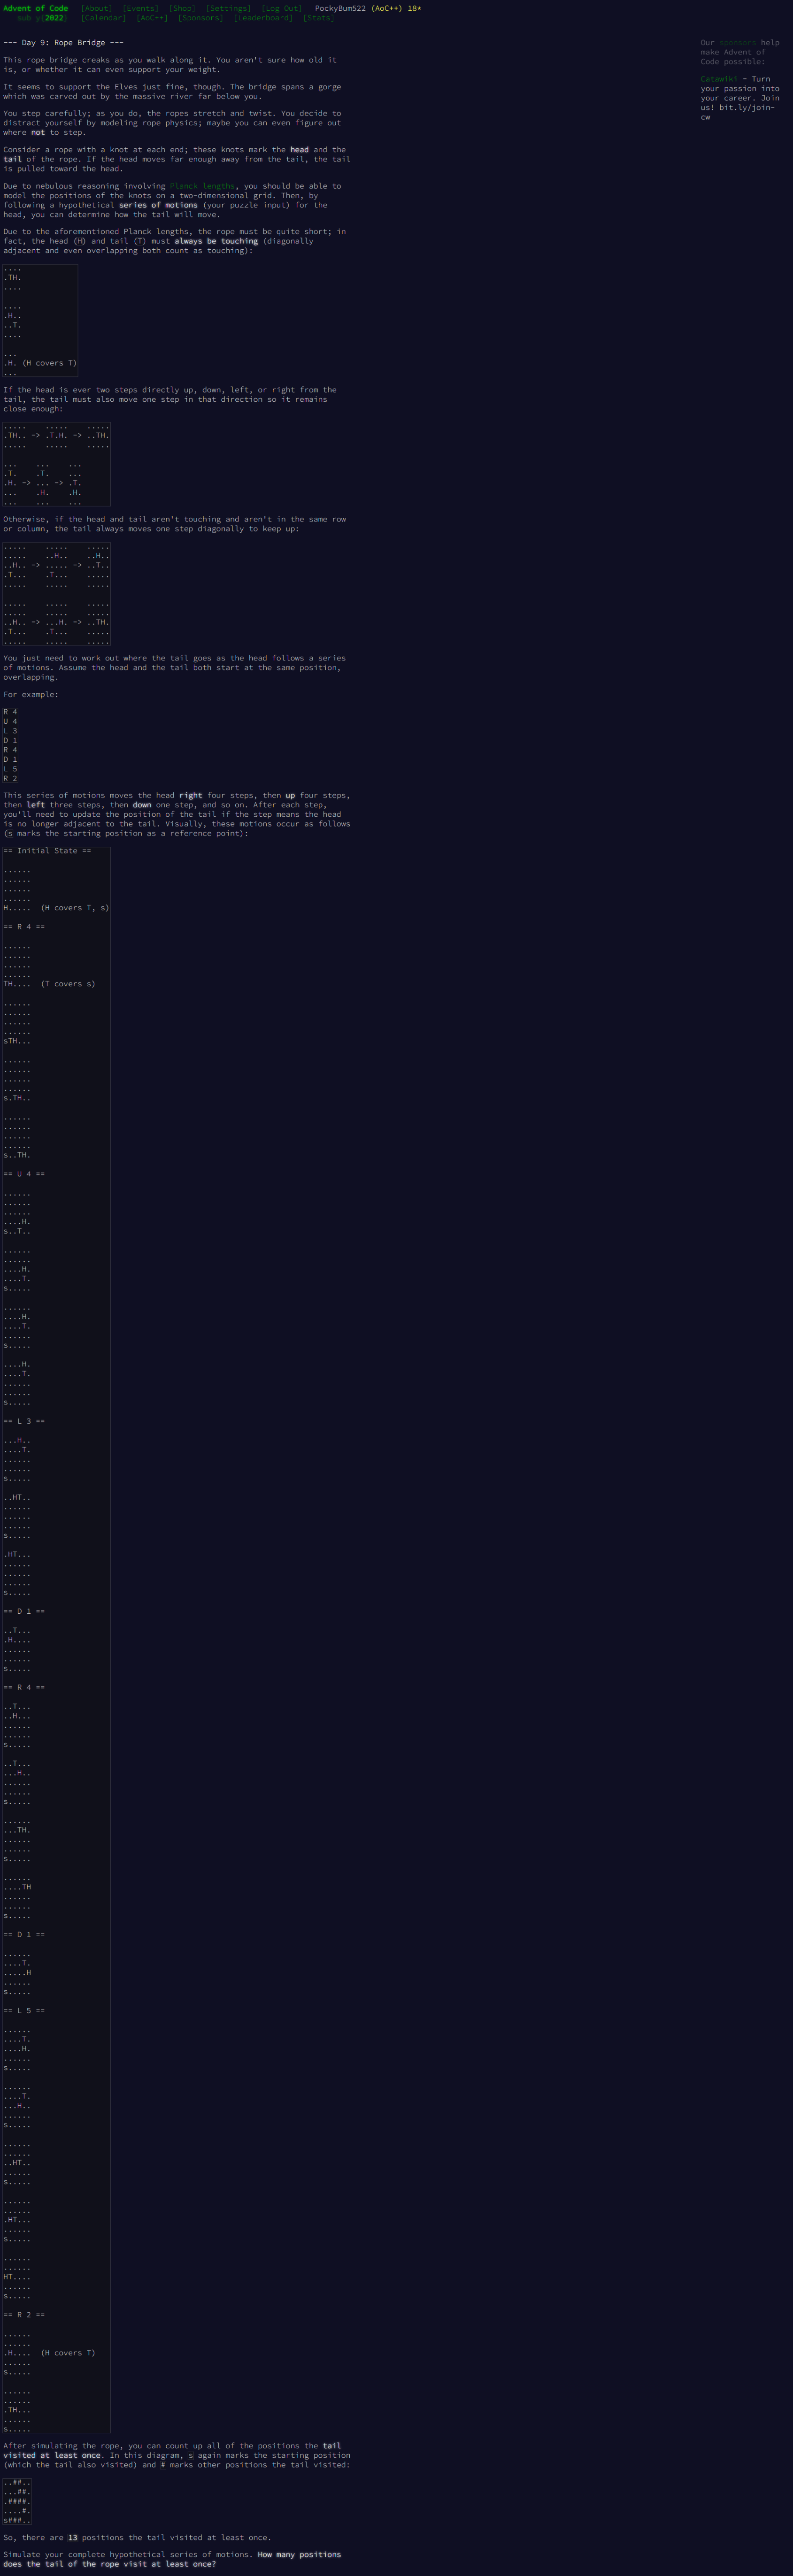 Advent of Code [About] [Events] [Shop] [Settings] [Log Out] PockyBum522 (AoC++) 18*
sub y{2022} [Calendar] [AoC++] [Sponsors] [Leaderboard] [Stats]
--- Day 9: Rope Bridge ---
This rope bridge creaks as you walk along it. You aren't sure how old it
is, or whether it can even support your weight.
It seems to support the Elves just fine, though. The bridge spans a gorge
which was carved out by the massive river far below you.
You step carefully; as you do, the ropes stretch and twist. You decide to
distract yourself by modeling rope physics; maybe you can even figure out
where not to step.
Consider a rope with a knot at each end; these knots mark the head and the
tail of the rope. If the head moves far enough away from the tail, the tail
is pulled toward the head.
Due to nebulous reasoning involving Planck lengths, you should be able to
model the positions of the knots on a two-dimensional grid. Then, by
following a hypothetical series of motions (your puzzle input) for the
head, you can determine how the tail will move.
Due to the aforementioned Planck lengths, the rope must be quite short; in
fact, the head (H) and tail (T) must always be touching (diagonally
adjacent and even overlapping both count as touching):
....
.TH.
....

....
.H..
..T.
....

...
.H. (H covers T)
...
If the head is ever two steps directly up, down, left, or right from the
tail, the tail must also move one step in that direction so it remains
close enough:
.....    .....    .....
.TH.. -> .T.H. -> ..TH.
.....    .....    .....

...    ...    ...
.T.    .T.    ...
.H. -> ... -> .T.
...    .H.    .H.
...    ...    ...
Otherwise, if the head and tail aren't touching and aren't in the same row
or column, the tail always moves one step diagonally to keep up:
.....    .....    .....
.....    ..H..    ..H..
..H.. -> ..... -> ..T..
.T...    .T...    .....
.....    .....    .....

.....    .....    .....
.....    .....    .....
..H.. -> ...H. -> ..TH.
.T...    .T...    .....
.....    .....    .....
You just need to work out where the tail goes as the head follows a series
of motions. Assume the head and the tail both start at the same position,
overlapping.
For example:
R 4
U 4
L 3
D 1
R 4
D 1
L 5
R 2
This series of motions moves the head right four steps, then up four steps,
then left three steps, then down one step, and so on. After each step,
you'll need to update the position of the tail if the step means the head
is no longer adjacent to the tail. Visually, these motions occur as follows
(s marks the starting position as a reference point):
== Initial State ==

......
......
......
......
H.....  (H covers T, s)

== R 4 ==

......
......
......
......
TH....  (T covers s)

......
......
......
......
sTH...

......
......
......
......
s.TH..

......
......
......
......
s..TH.

== U 4 ==

......
......
......
....H.
s..T..

......
......
....H.
....T.
s.....

......
....H.
....T.
......
s.....

....H.
....T.
......
......
s.....

== L 3 ==

...H..
....T.
......
......
s.....

..HT..
......
......
......
s.....

.HT...
......
......
......
s.....

== D 1 ==

..T...
.H....
......
......
s.....

== R 4 ==

..T...
..H...
......
......
s.....

..T...
...H..
......
......
s.....

......
...TH.
......
......
s.....

......
....TH
......
......
s.....

== D 1 ==

......
....T.
.....H
......
s.....

== L 5 ==

......
....T.
....H.
......
s.....

......
....T.
...H..
......
s.....

......
......
..HT..
......
s.....

......
......
.HT...
......
s.....

......
......
HT....
......
s.....

== R 2 ==

......
......
.H....  (H covers T)
......
s.....

......
......
.TH...
......
s.....
After simulating the rope, you can count up all of the positions the tail
visited at least once. In this diagram, s again marks the starting position
(which the tail also visited) and # marks other positions the tail visited:
..##..
...##.
.####.
....#.
s###..
So, there are 13 positions the tail visited at least once.
Simulate your complete hypothetical series of motions. How many positions
does the tail of the rope visit at least once?
Our sponsors help
make Advent of
Code possible:
Catawiki - Turn
your passion into
your career. Join
us! bit.ly/join-
cw